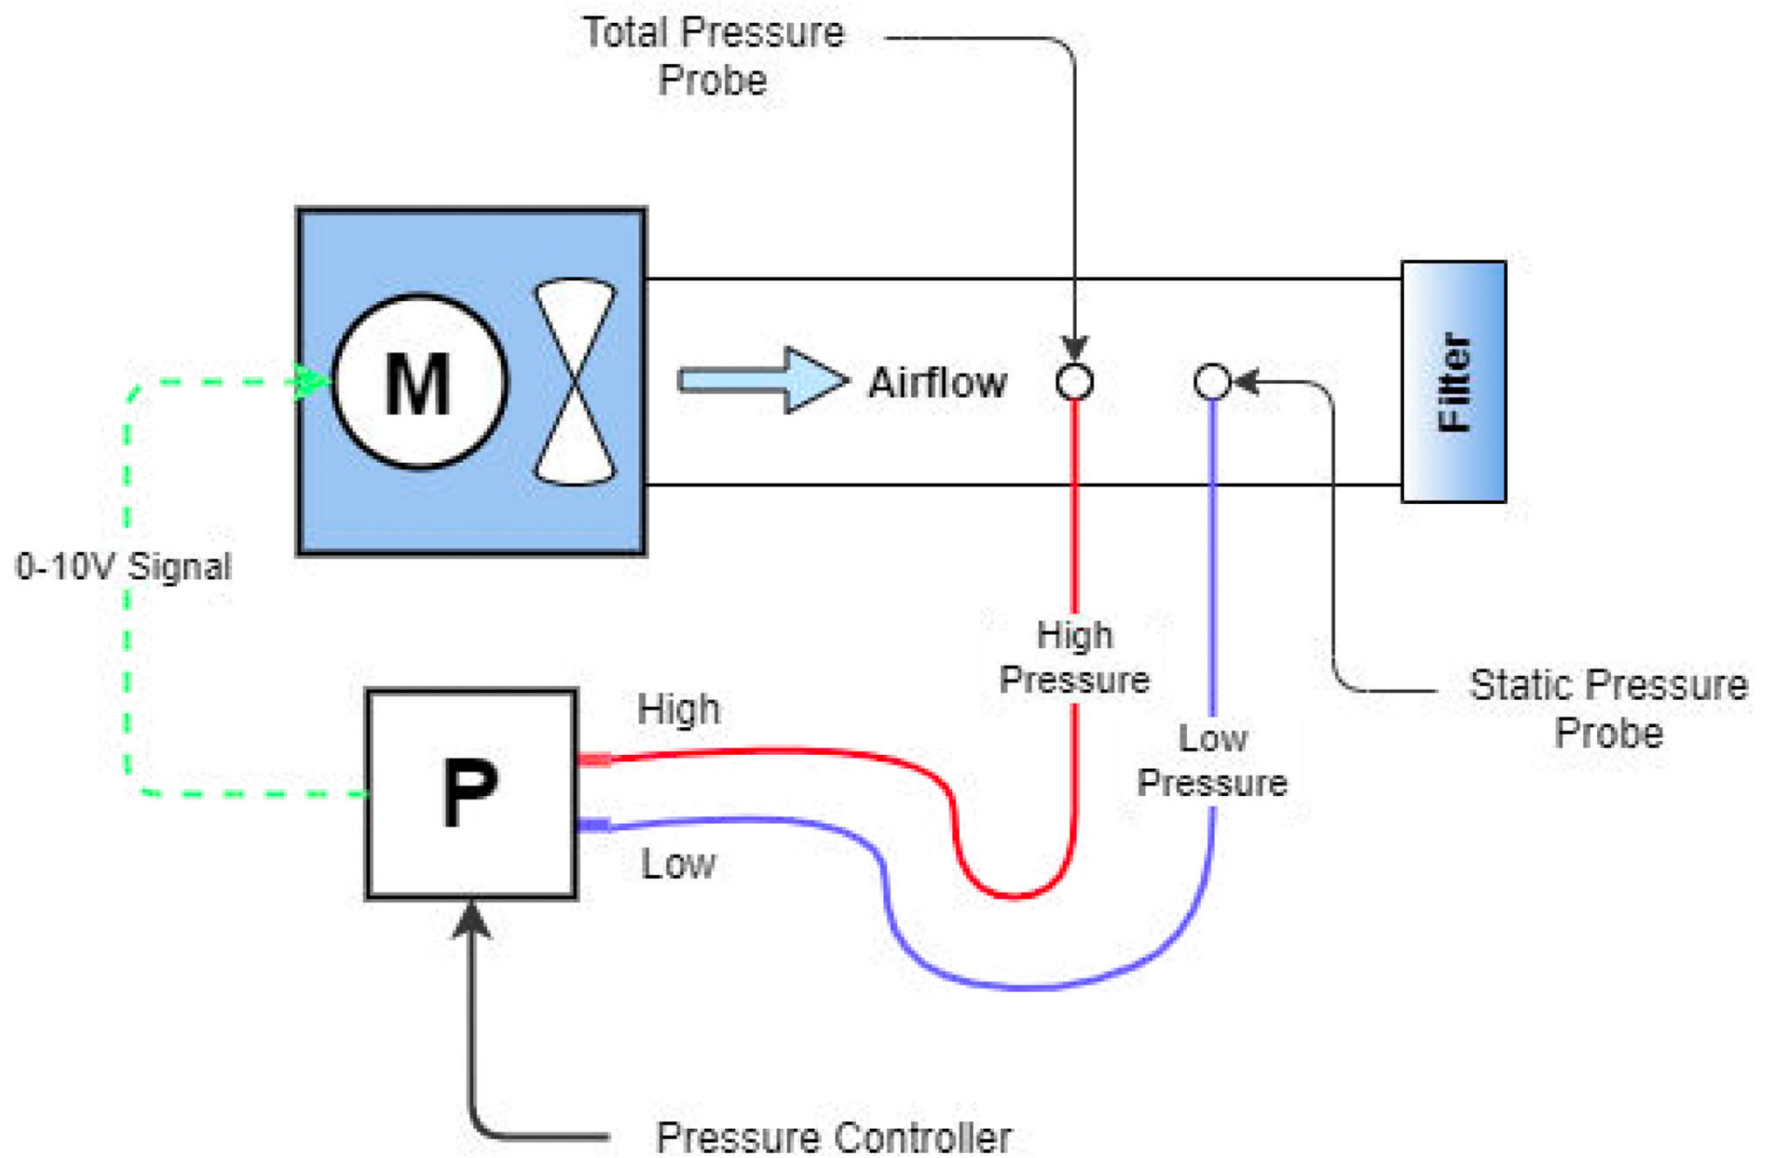 Total Pressure
Probe
M
Airflow
Filter
0-10V Signal
High
Pressure
High
Static Pressure
Probe
Low
Pressure
P
Low
Pressure Controller